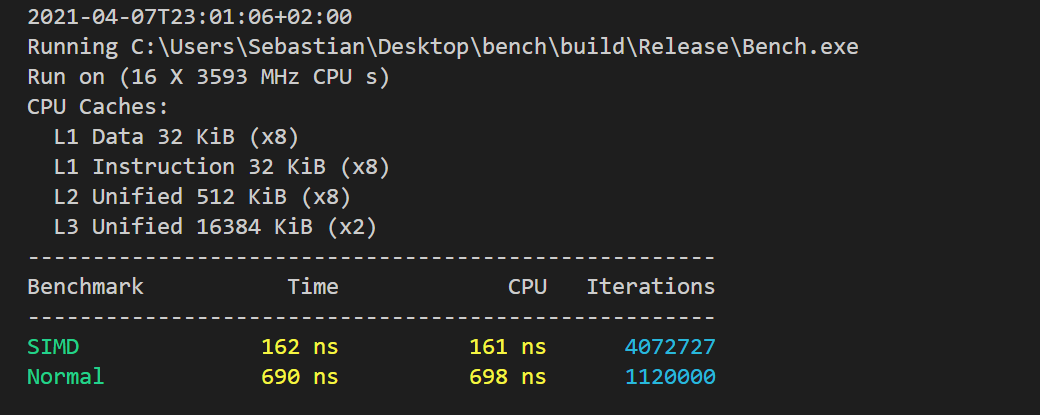 2021-04-07T23:01:06+02:00
Running C:\Users\Sebastian\Desktop\bench\build\Release\Bench.exe
Run on (16 X 3593 MHz CPU s)
CPU Caches:
  L1 Data 32 KiB (x8)
  L1 Instruction 32 KiB (x8)
  L2 Unified 512 KiB (x8)
  L3 Unified 16384 KiB (x2)
-----------------------------------------------------
Benchmark           Time             CPU   Iterations
-----------------------------------------------------
SIMD              162 ns          161 ns      4072727
Normal            690 ns          698 ns      1120000